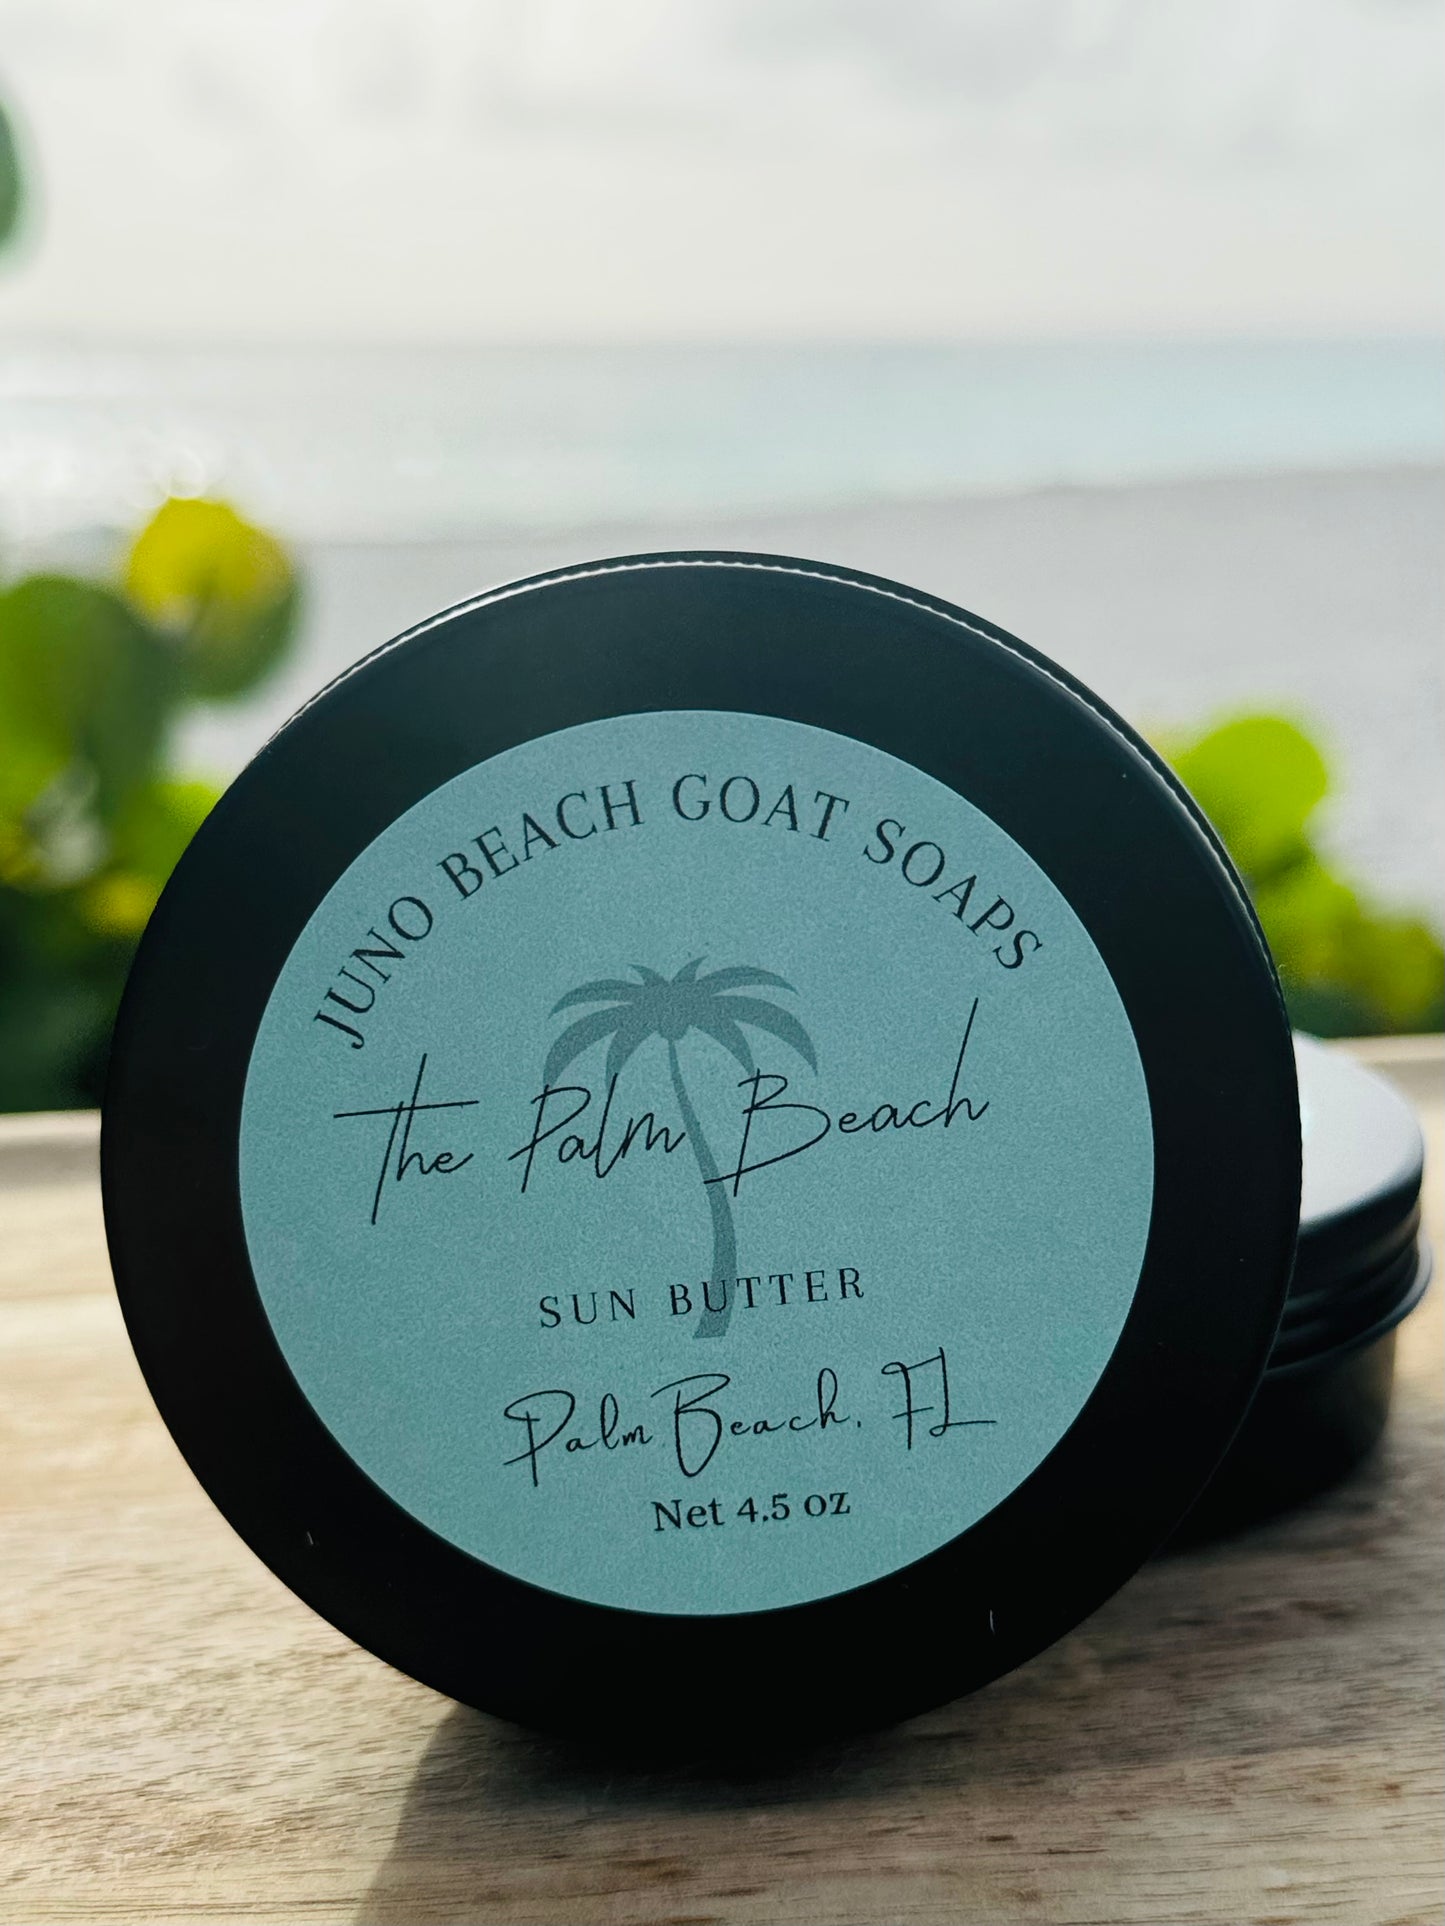 JUNO BEACH GOAT SOAPS
The Palm Beach
SUN BUTTER
Palm Beach, FL
Net 4.5 oz